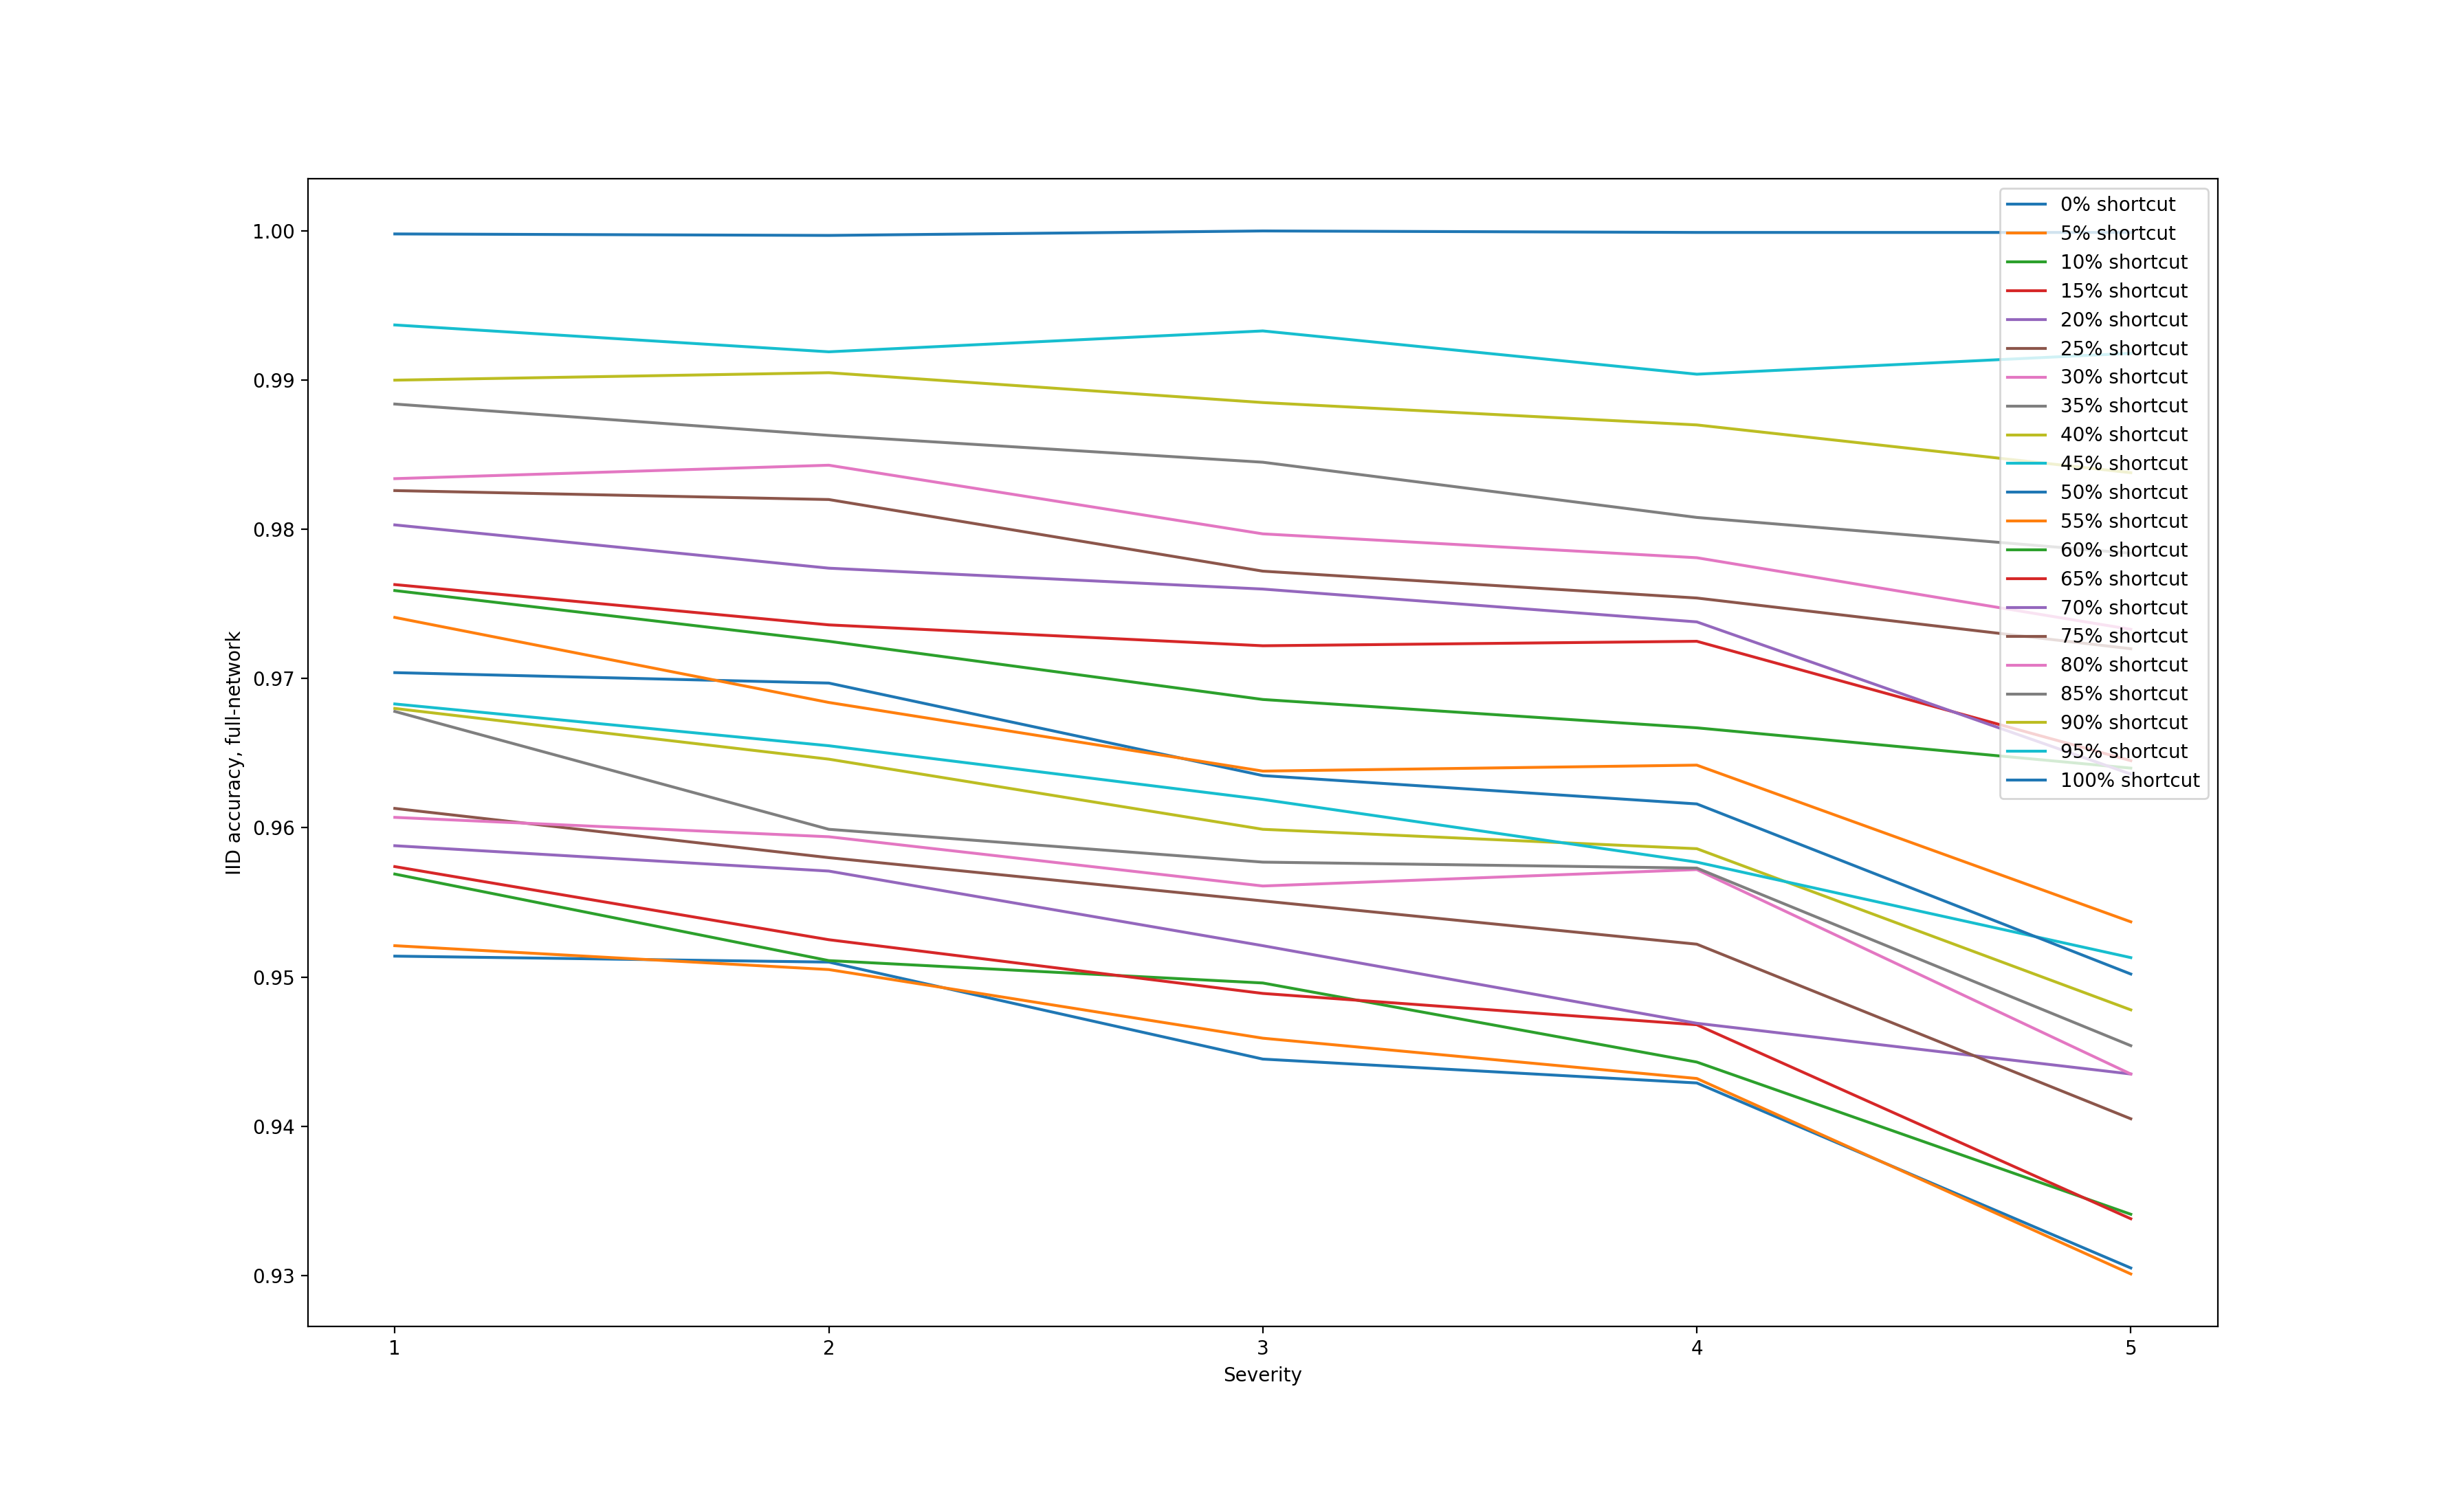 1.00
0.99
0.98
0.97
0.96
0.95
0.94
0.93
IID accuracy, full-network
1
2
3
4
5
Severity
0% shortcut
5% shortcut
10% shortcut
15% shortcut
20% shortcut
25% shortcut
30% shortcut
35% shortcut
40% shortcut
45% shortcut
50% shortcut
55% shortcut
60% shortcut
65% shortcut
70% shortcut
75% shortcut
80% shortcut
85% shortcut
90% shortcut
95% shortcut
100% shortcut